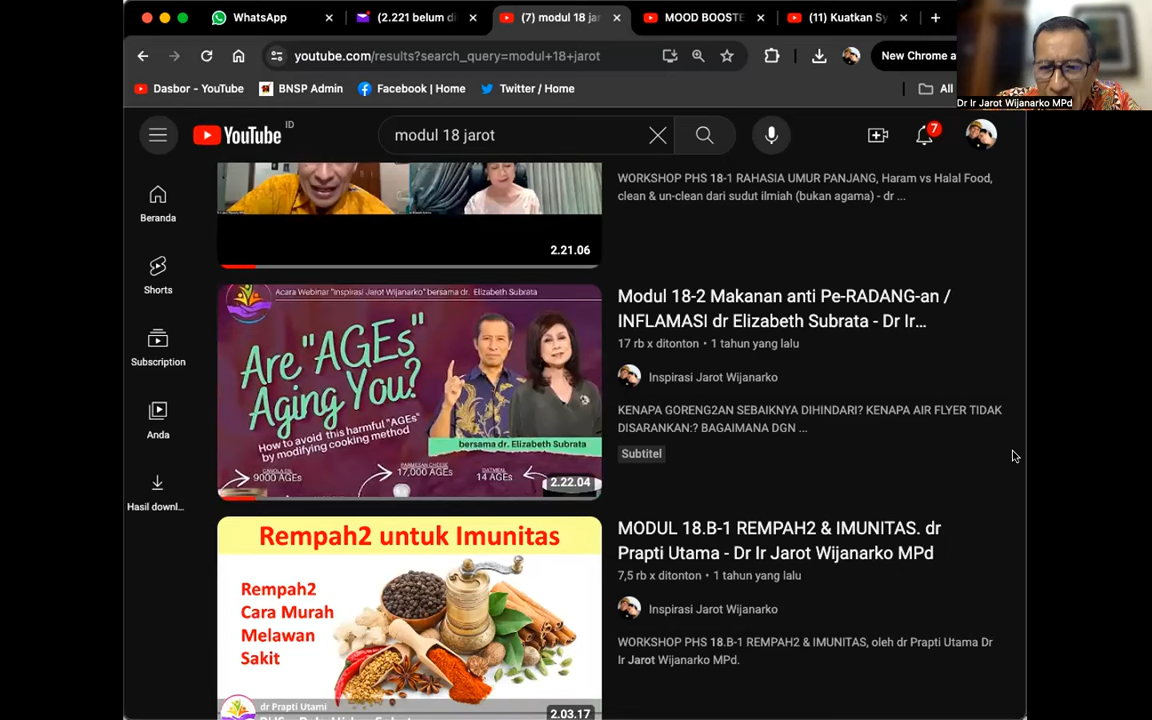 WhatsApp
(2.221 belum di
(7) modul 18 jar
MOOD BOOSTE
(11) Kuatkan Sy
youtube.com/results?search_query=modul+18+jarot
New Chrome a
Dasbor - YouTube
BNSP Admin
Facebook | Home
Twitter / Home
All
Dr Ir Jarot Wijanarko MPd
YouTube ID
modul 18 jarot
7
Beranda
Shorts
Subscription
Anda
Hasil downl...
2.21.06
WORKSHOP PHS 18-1 RAHASIA UMUR PANJANG, Haram vs Halal Food,
clean & un-clean dari sudut ilmiah (bukan agama) - dr ...
Acara Webinar "Inspirasi Jarot Wijanarko" bersama dr. Elizabeth Subrata
Are "AGEs"
Aging You?
How to avoid this harmful "AGEs"
by modifying cooking method
bersama dr. Elizabeth Subrata
CANOLA OIL
9000 AGEs
PARMESAN CHEESE
17,000 AGEs
OATMEL
14 AGEs
2.22.04
Modul 18-2 Makanan anti Pe-RADANG-an /
INFLAMASI dr Elizabeth Subrata - Dr Ir...
17 rb x ditonton • 1 tahun yang lalu
Inspirasi Jarot Wijanarko
KENAPA GORENG2AN SEBAIKNYA DIHINDARI? KENAPA AIR FLYER TIDAK
DISARANKAN:? BAGAIMANA DGN ...
Subtitel
Rempah2 untuk Imunitas
Rempah2
Cara Murah
Melawan
Sakit
dr Prapti Utami
2.03.17
MODUL 18.B-1 REMPAH2 & IMUNITAS. dr
Prapti Utama - Dr Ir Jarot Wijanarko MPd
7,5 rb x ditonton • 1 tahun yang lalu
Inspirasi Jarot Wijanarko
WORKSHOP PHS 18.B-1 REMPAH2 & IMUNITAS, oleh dr Prapti Utama Dr
Ir Jarot Wijanarko MPd.